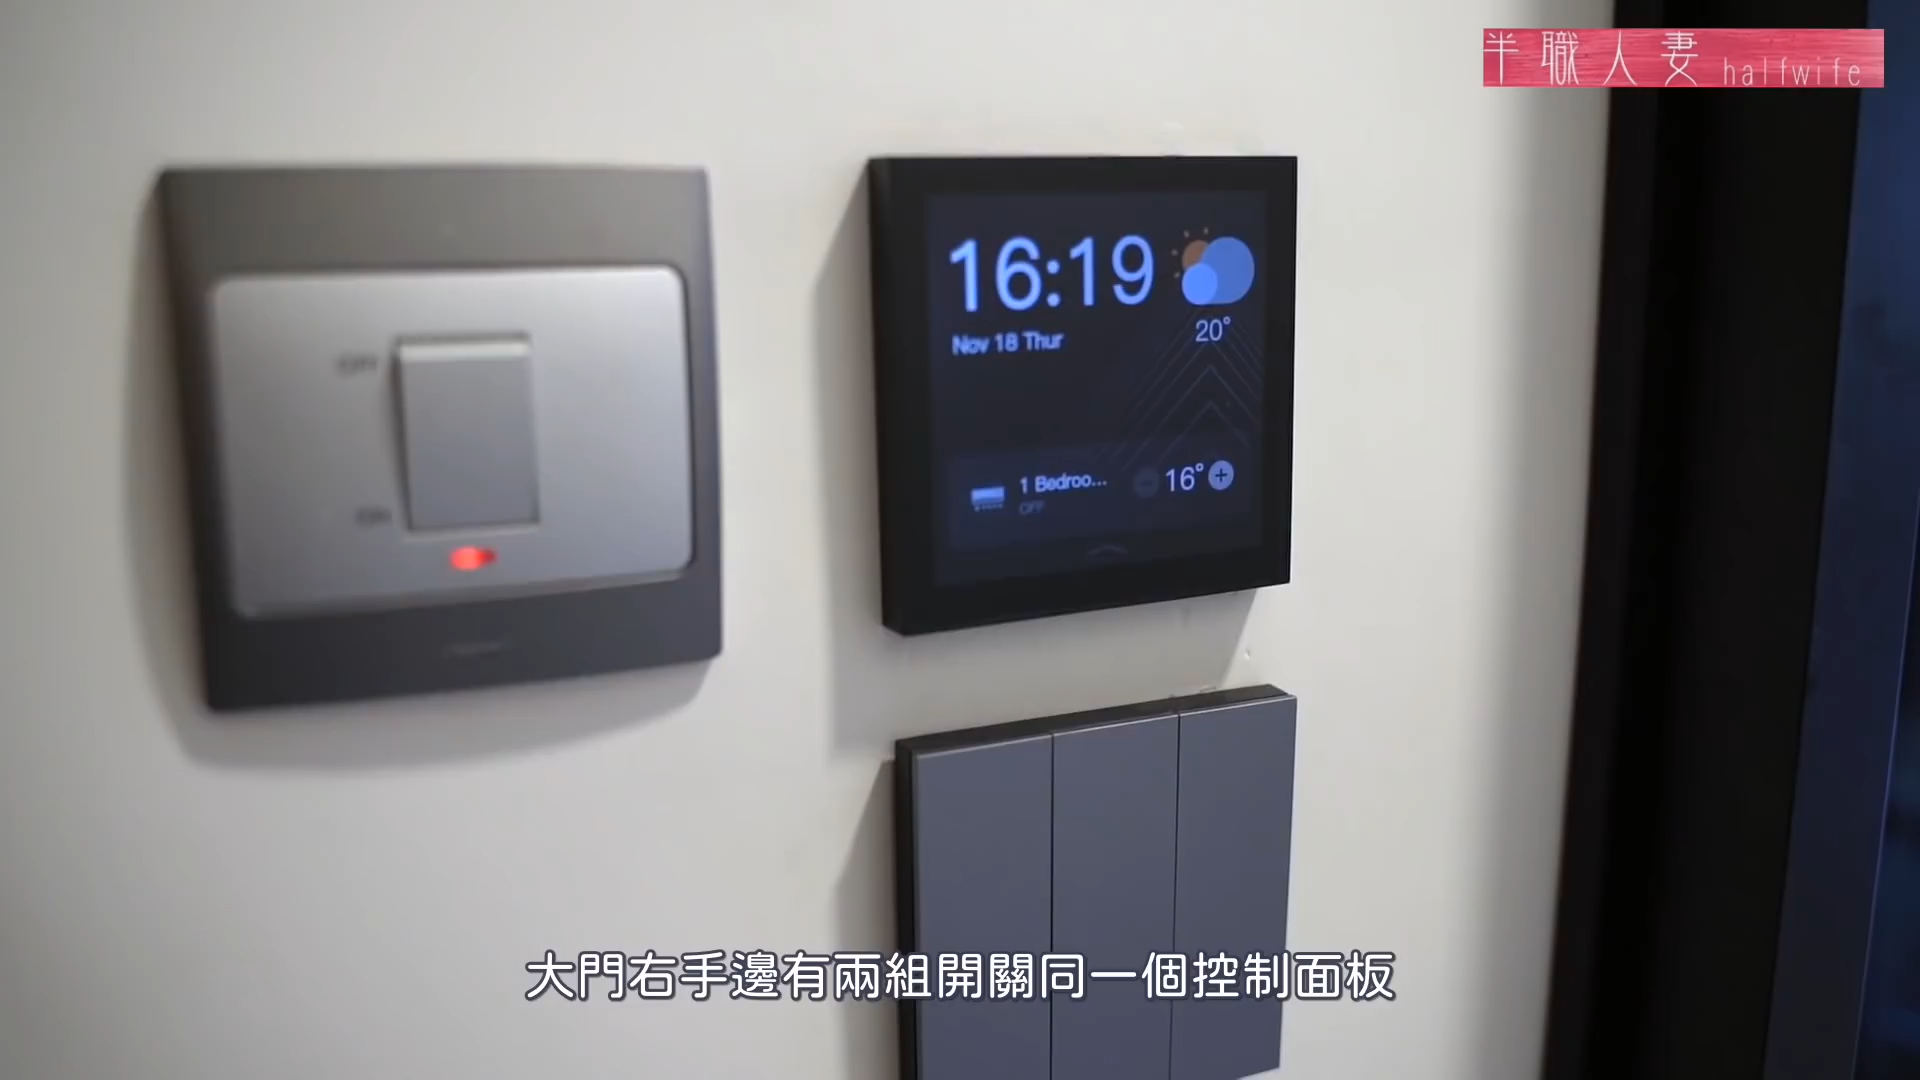 半職人妻 halfwife
16:19
20°
Nov 18 Thur
1 Bedroo...
OFF
16°
大門右手邊有兩組開關同一個控制面板